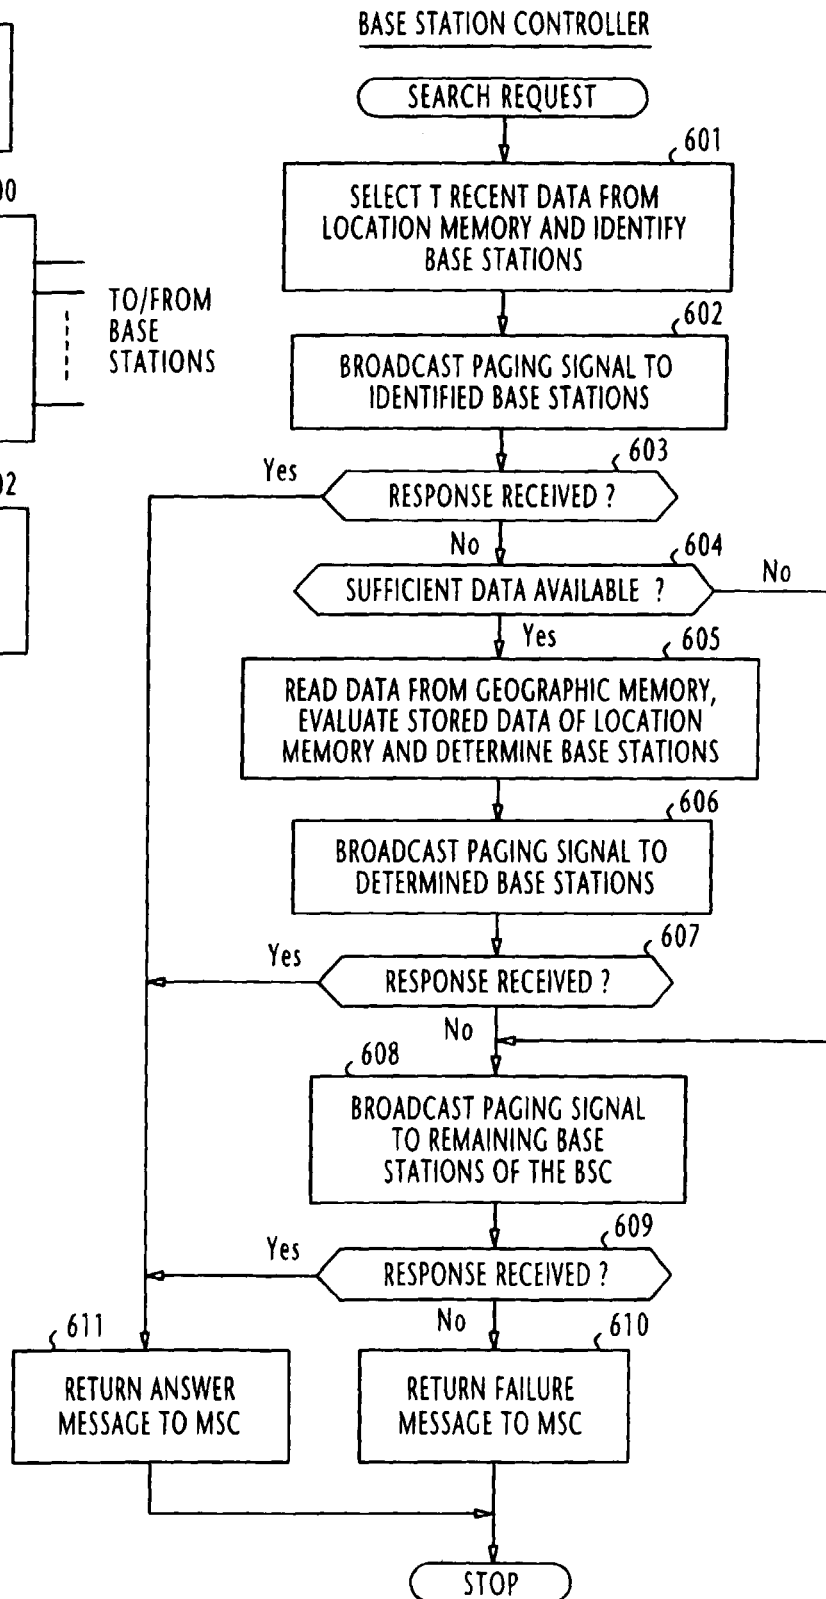 BASE STATION CONTROLLER
SEARCH REQUEST
601
SELECT T RECENT DATA FROM
LOCATION MEMORY AND IDENTIFY
BASE STATIONS
00
TO/FROM
BASE
STATIONS
602
BROADCAST PAGING SIGNAL TO
IDENTIFIED BASE STATIONS
603
Yes
RESPONSE RECEIVED ?
No
02
604
SUFFICIENT DATA AVAILABLE ?
No
Yes
605
READ DATA FROM GEOGRAPHIC MEMORY,
EVALUATE STORED DATA OF LOCATION
MEMORY AND DETERMINE BASE STATIONS
606
BROADCAST PAGING SIGNAL TO
DETERMINED BASE STATIONS
607
Yes
RESPONSE RECEIVED ?
No
608
BROADCAST PAGING SIGNAL
TO REMAINING BASE
STATIONS OF THE BSC
609
Yes
RESPONSE RECEIVED ?
No
611
RETURN ANSWER
MESSAGE TO MSC
610
RETURN FAILURE
MESSAGE TO MSC
STOP